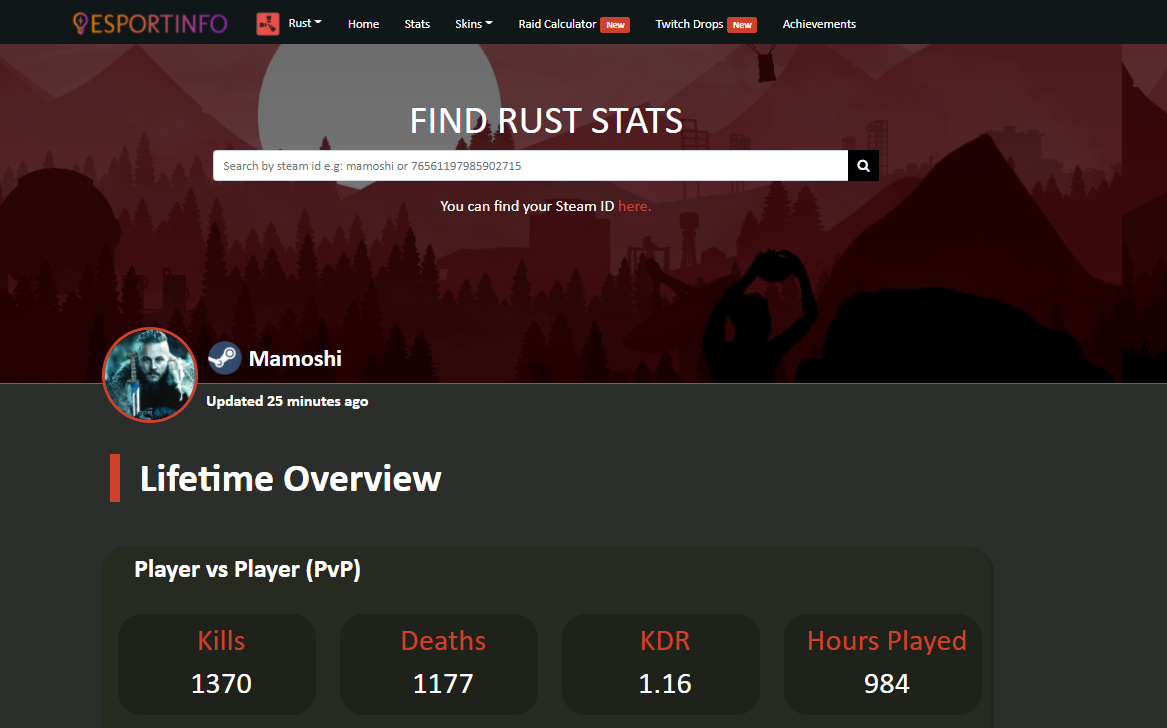 ESPORTINFO Rust Home Stats Skins Raid Calculator New Twitch Drops New Achievements
FIND RUST STATS
Search by steam id e.g: mamoshi or 76561197985902715
You can find your Steam ID here.
Mamoshi
Updated 25 minutes ago
Lifetime Overview
Player vs Player (PvP)
Kills Deaths KDR Hours Played
1370 1177 1.16 984